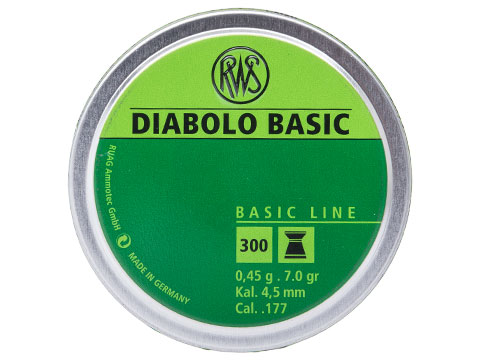 RWS
DIABOLO BASIC
RUAG Ammotec GmbH
MADE IN GERMANY
BASIC LINE
300
0,45 g . 7.0 gr
Kal. 4,5 mm
Cal. .177